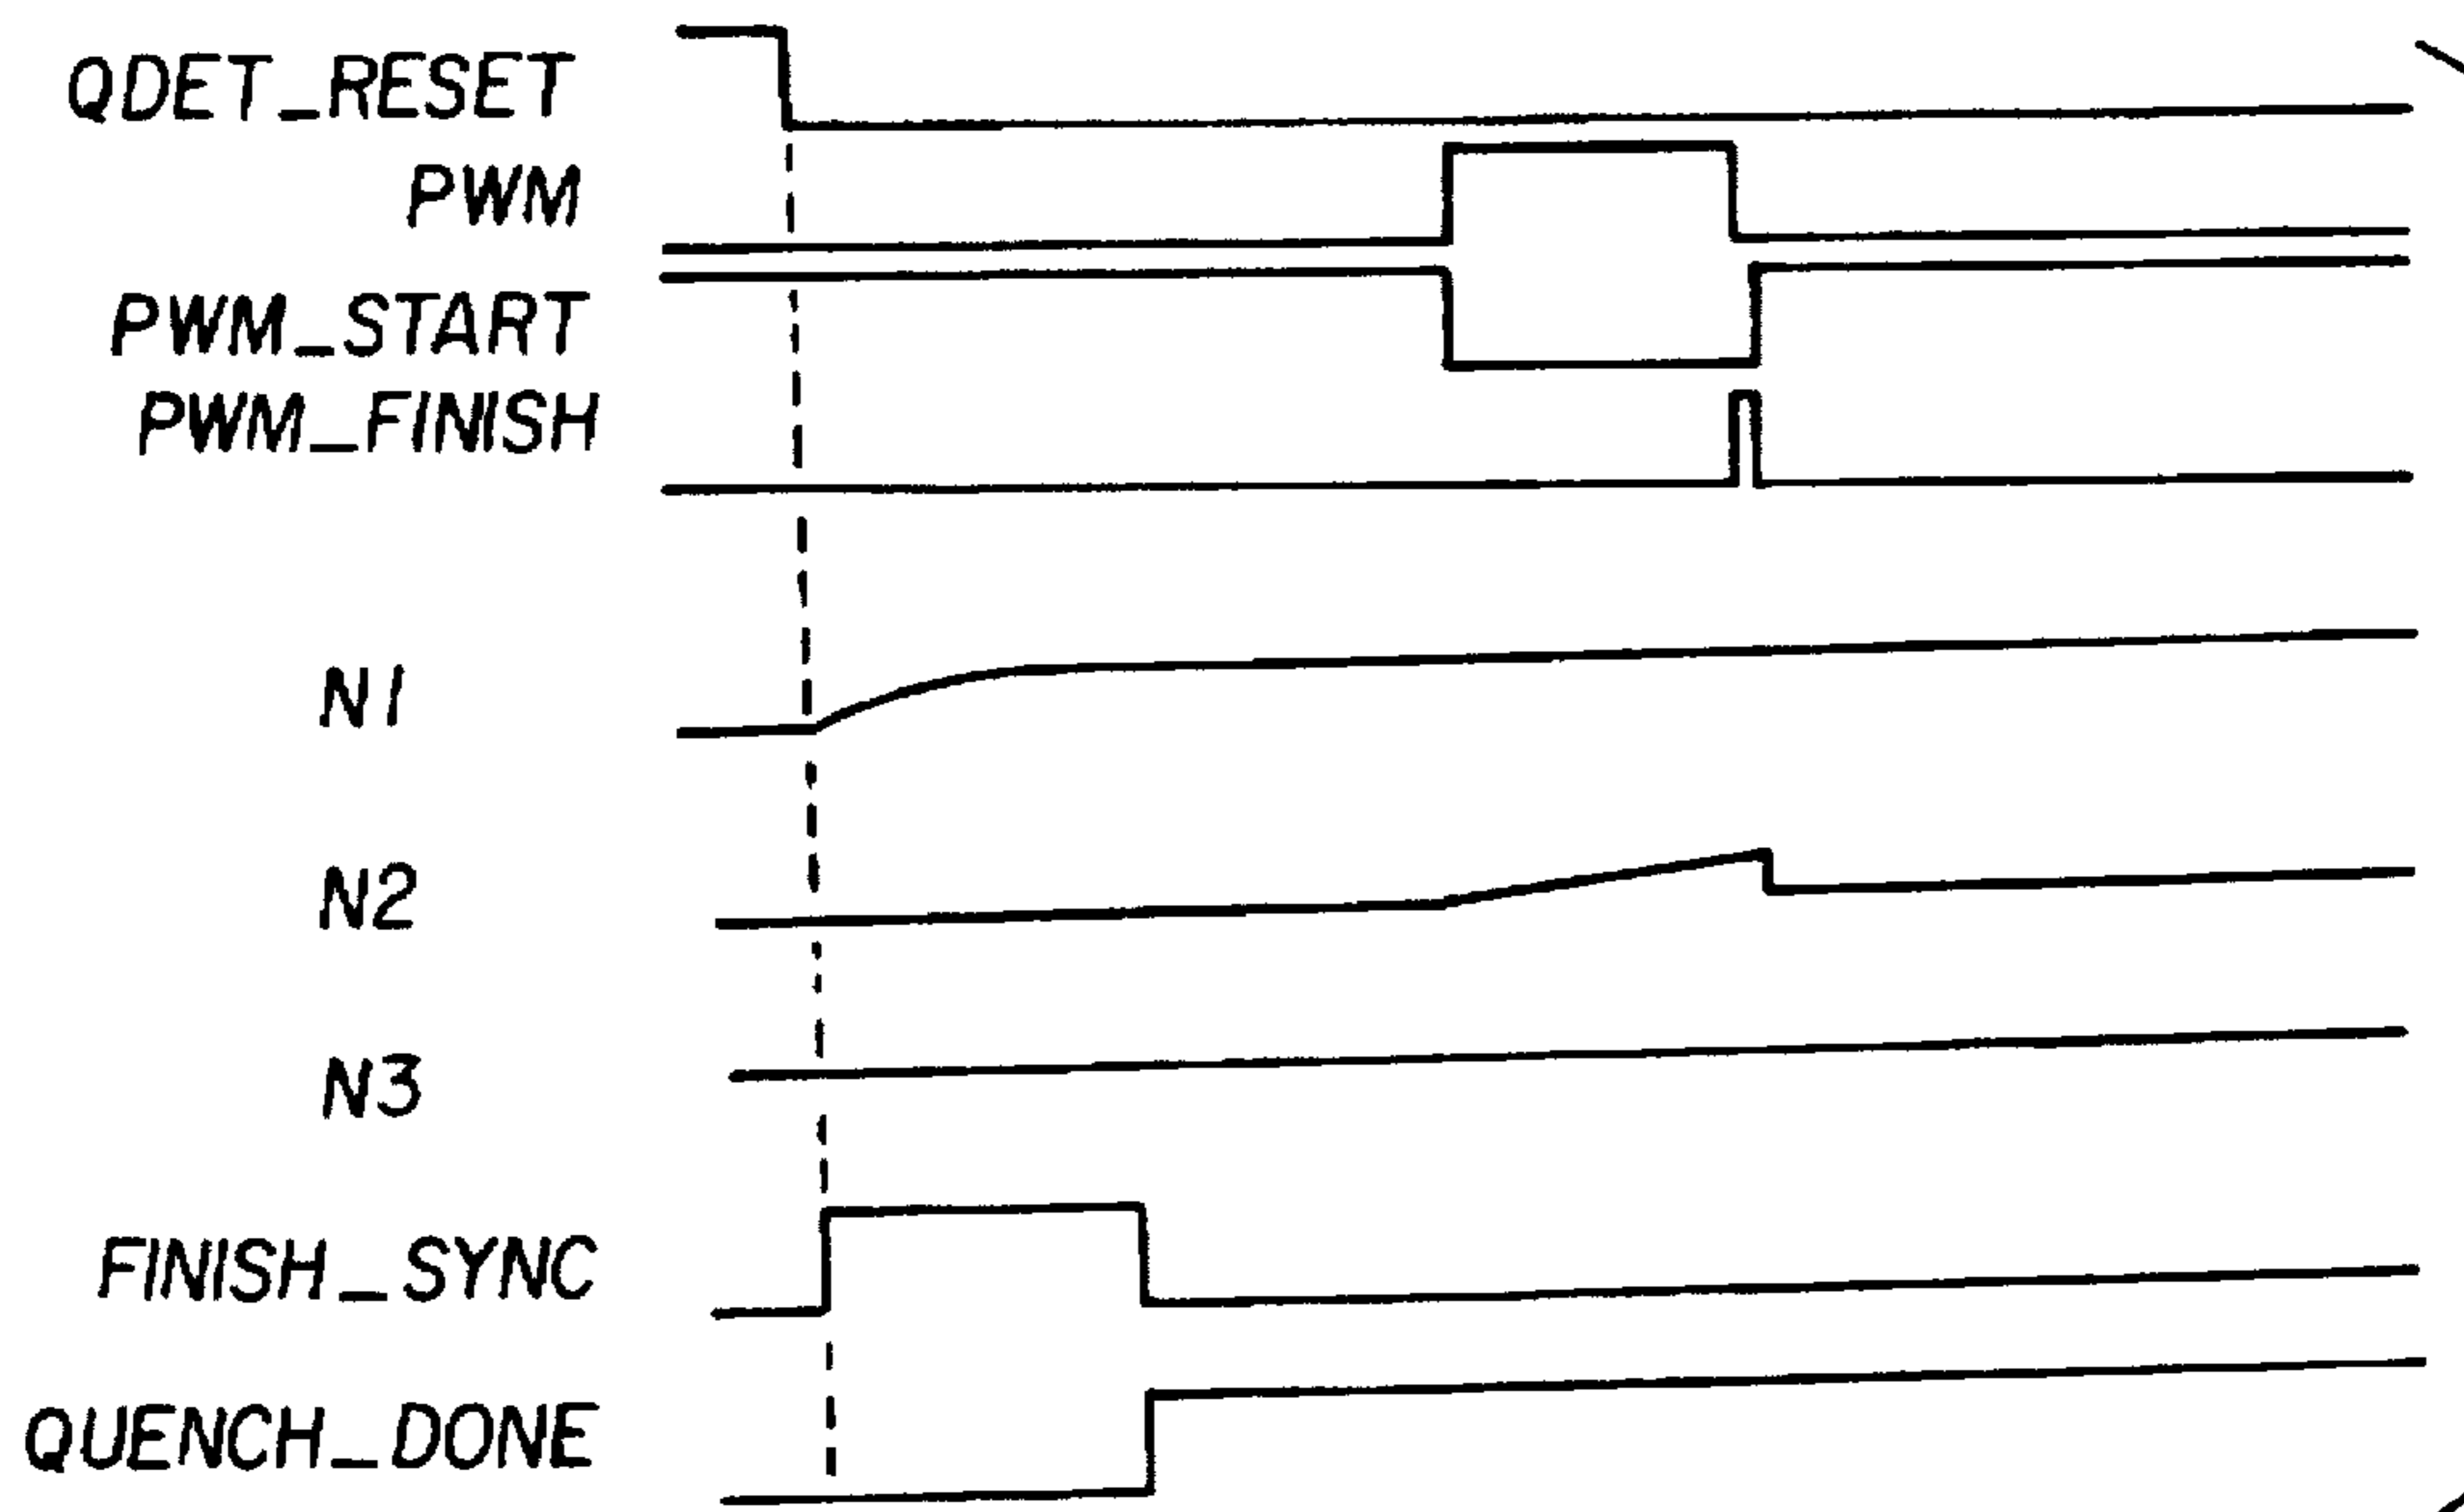 QDET_RESET
PWM
PWM_START
PWM_FINISH
N1
N2
N3
FINISH_SYNC
QUENCH_DONE